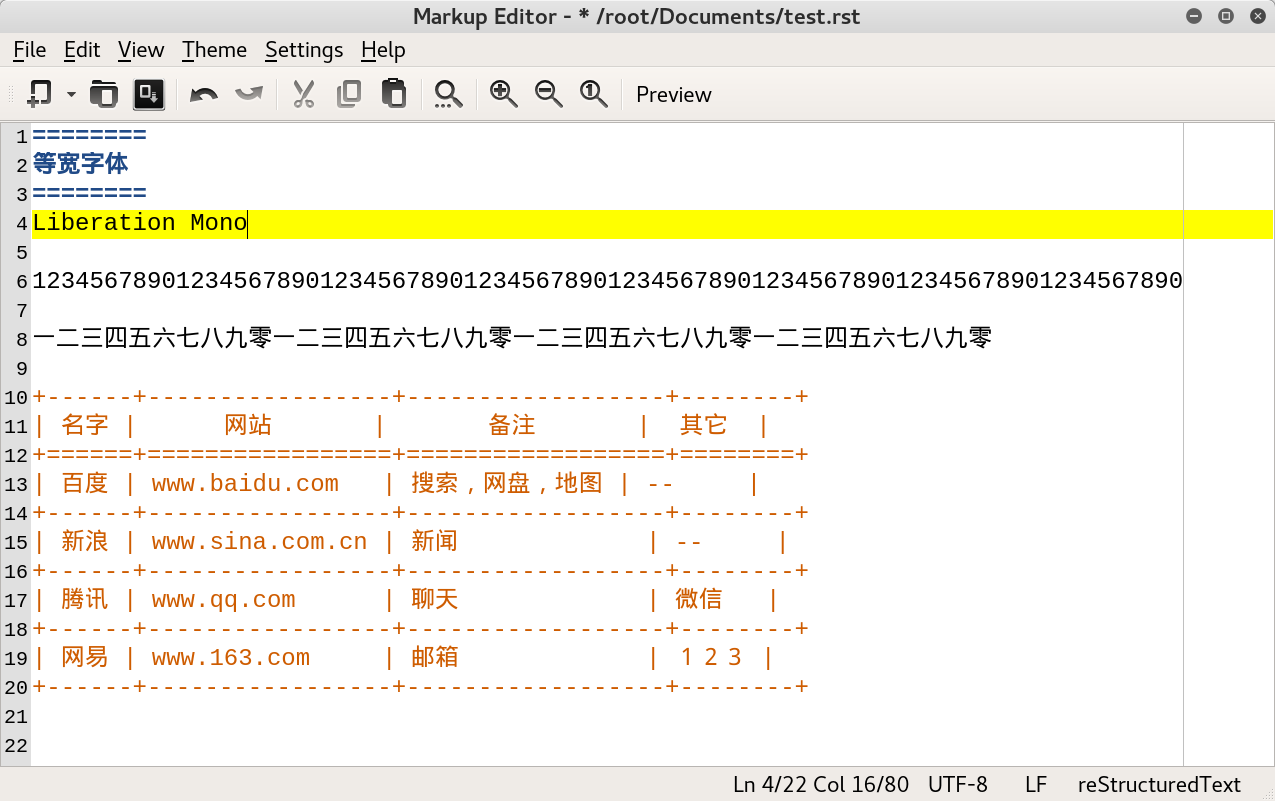 Markup Editor - * /root/Documents/test.rst
File Edit View Theme Settings Help
Preview
1 ========
2 等宽字体
3 ========
4 Liberation Mono
5
6 12345678901234567890123456789012345678901234567890123456789012345678901234567890
7
8 一二三四五六七八九零一二三四五六七八九零一二三四五六七八九零一二三四五六七八九零
9
10 +------+-----------------+------------------+--------+
11 | 名字 |      网站       |       备注       |  其它  |
12 +======+=================+==================+========+
13 | 百度 | www.baidu.com   | 搜索，网盘，地图 | --     |
14 +------+-----------------+------------------+--------+
15 | 新浪 | www.sina.com.cn | 新闻             | --     |
16 +------+-----------------+------------------+--------+
17 | 腾讯 | www.qq.com      | 聊天             | 微信   |
18 +------+-----------------+------------------+--------+
19 | 网易 | www.163.com     | 邮箱             | １２３ |
20 +------+-----------------+------------------+--------+
21
22
Ln 4/22 Col 16/80 UTF-8 LF reStructuredText